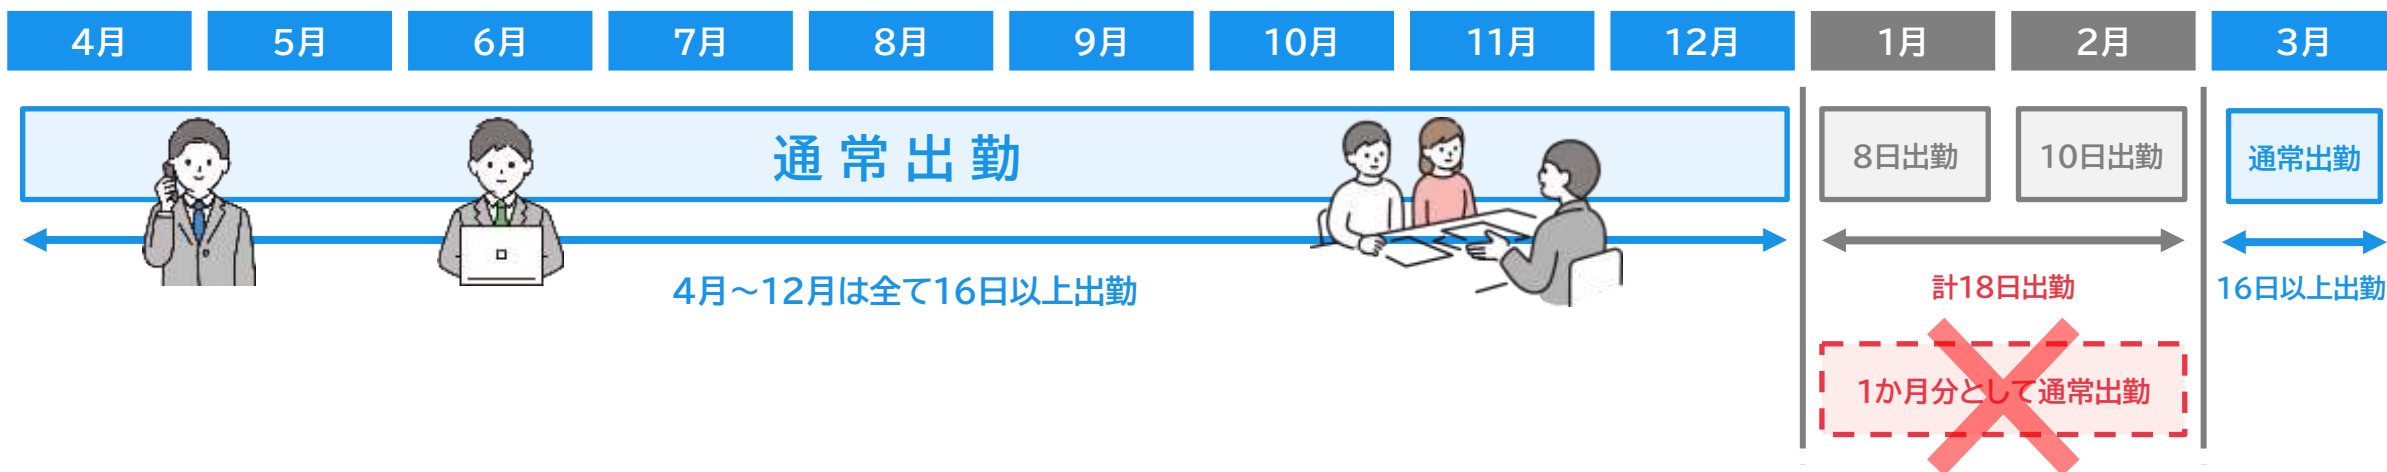 4月 5月 6月 7月 8月 9月 10月 11月 12月 1月 2月 3月
通常出勤 8日出勤 10日出勤 通常出勤
4月～12月は全て16日以上出勤 計18日出勤 16日以上出勤
1か月分として通常出勤